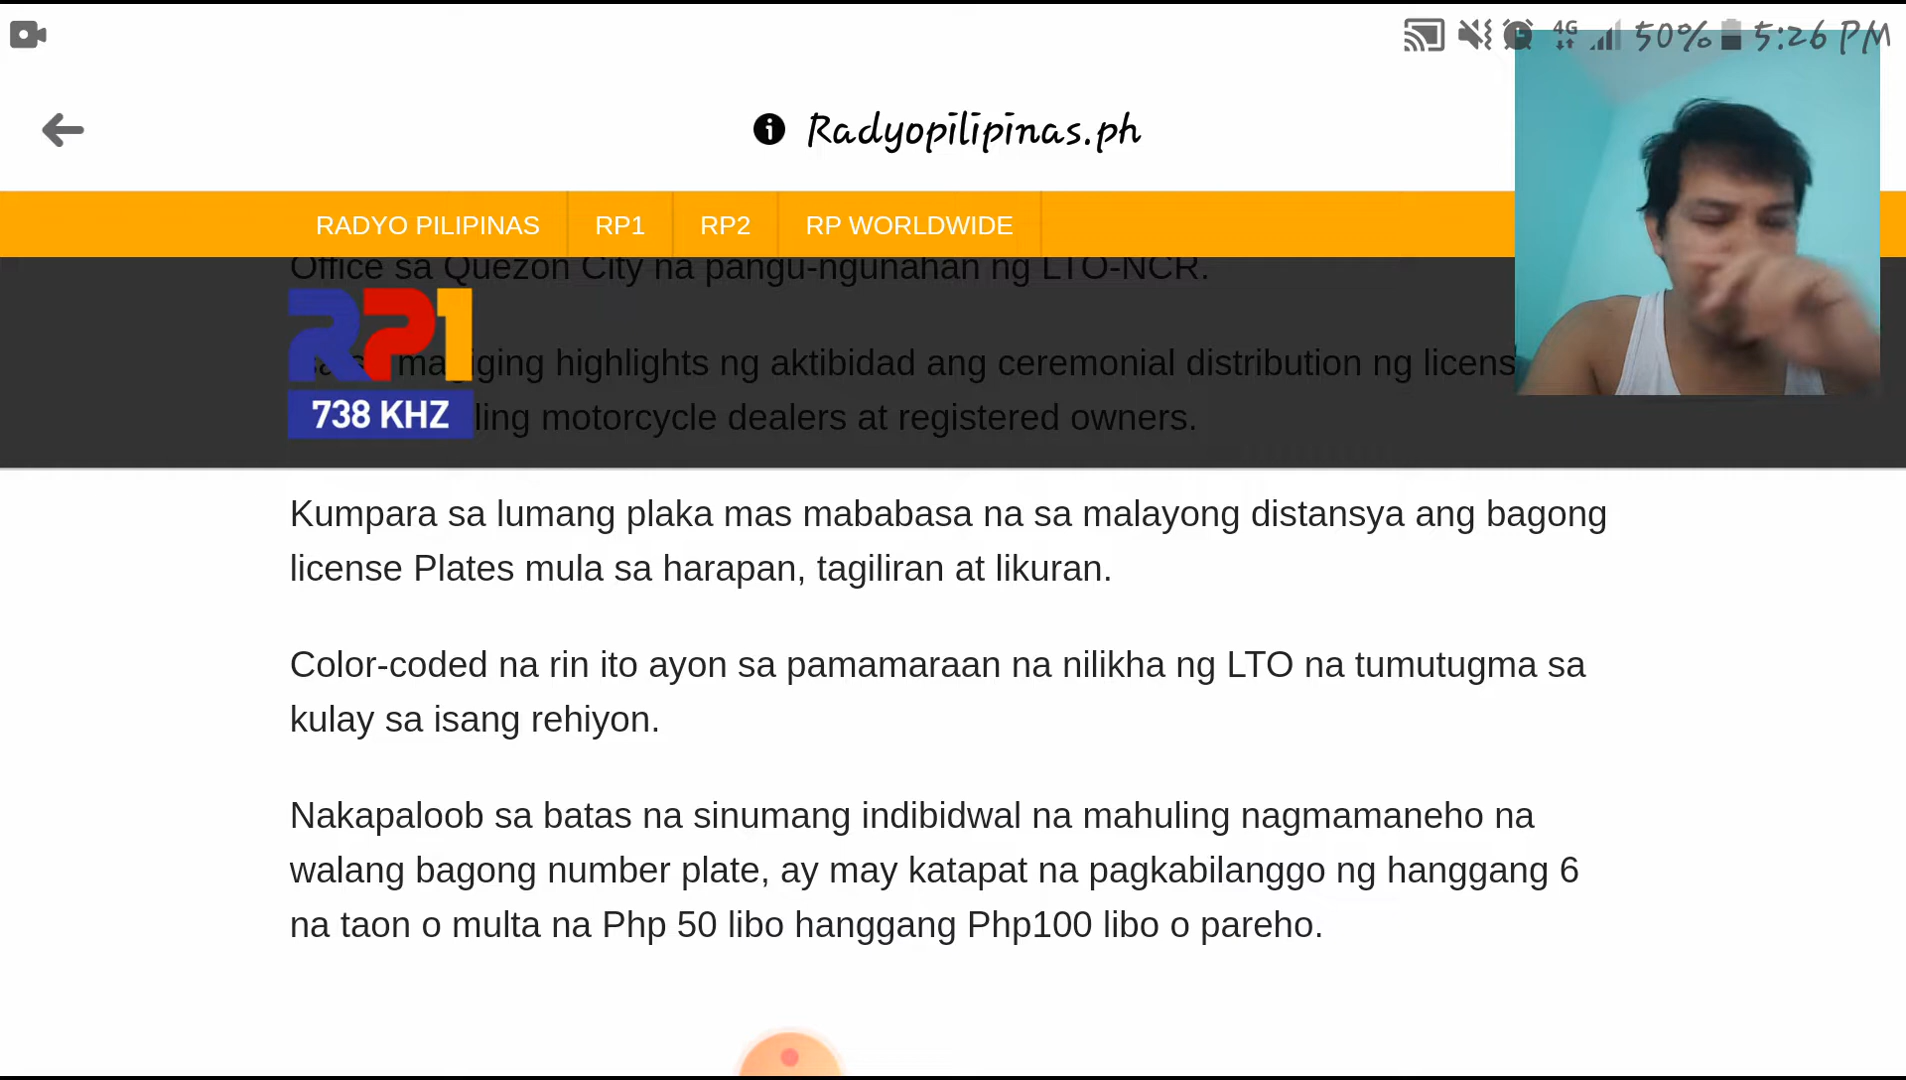 4G 50% 5:26 PM
Radyopilipinas.ph
RADYO PILIPINAS RP1 RP2 RP WORLDWIDE
Office sa Quezon City na pangu-ngunahan ng LTO-NCR.
RP1
highlights ng aktibidad ang ceremonial distribution ng
738 KHZ
motorcycle dealers at registered owners.
Kumpara sa lumang plaka mas mababasa na sa malayong distansya ang bagong
license Plates mula sa harapan, tagiliran at likuran.
Color-coded na rin ito ayon sa pamamaraan na nilikha ng LTO na tumutugma sa
kulay sa isang rehiyon.
Nakapaloob sa batas na sinumang indibidwal na mahuling nagmamaneho na
walang bagong number plate, ay may katapat na pagkabilanggo ng hanggang 6
na taon o multa na Php 50 libo hanggang Php100 libo o pareho.